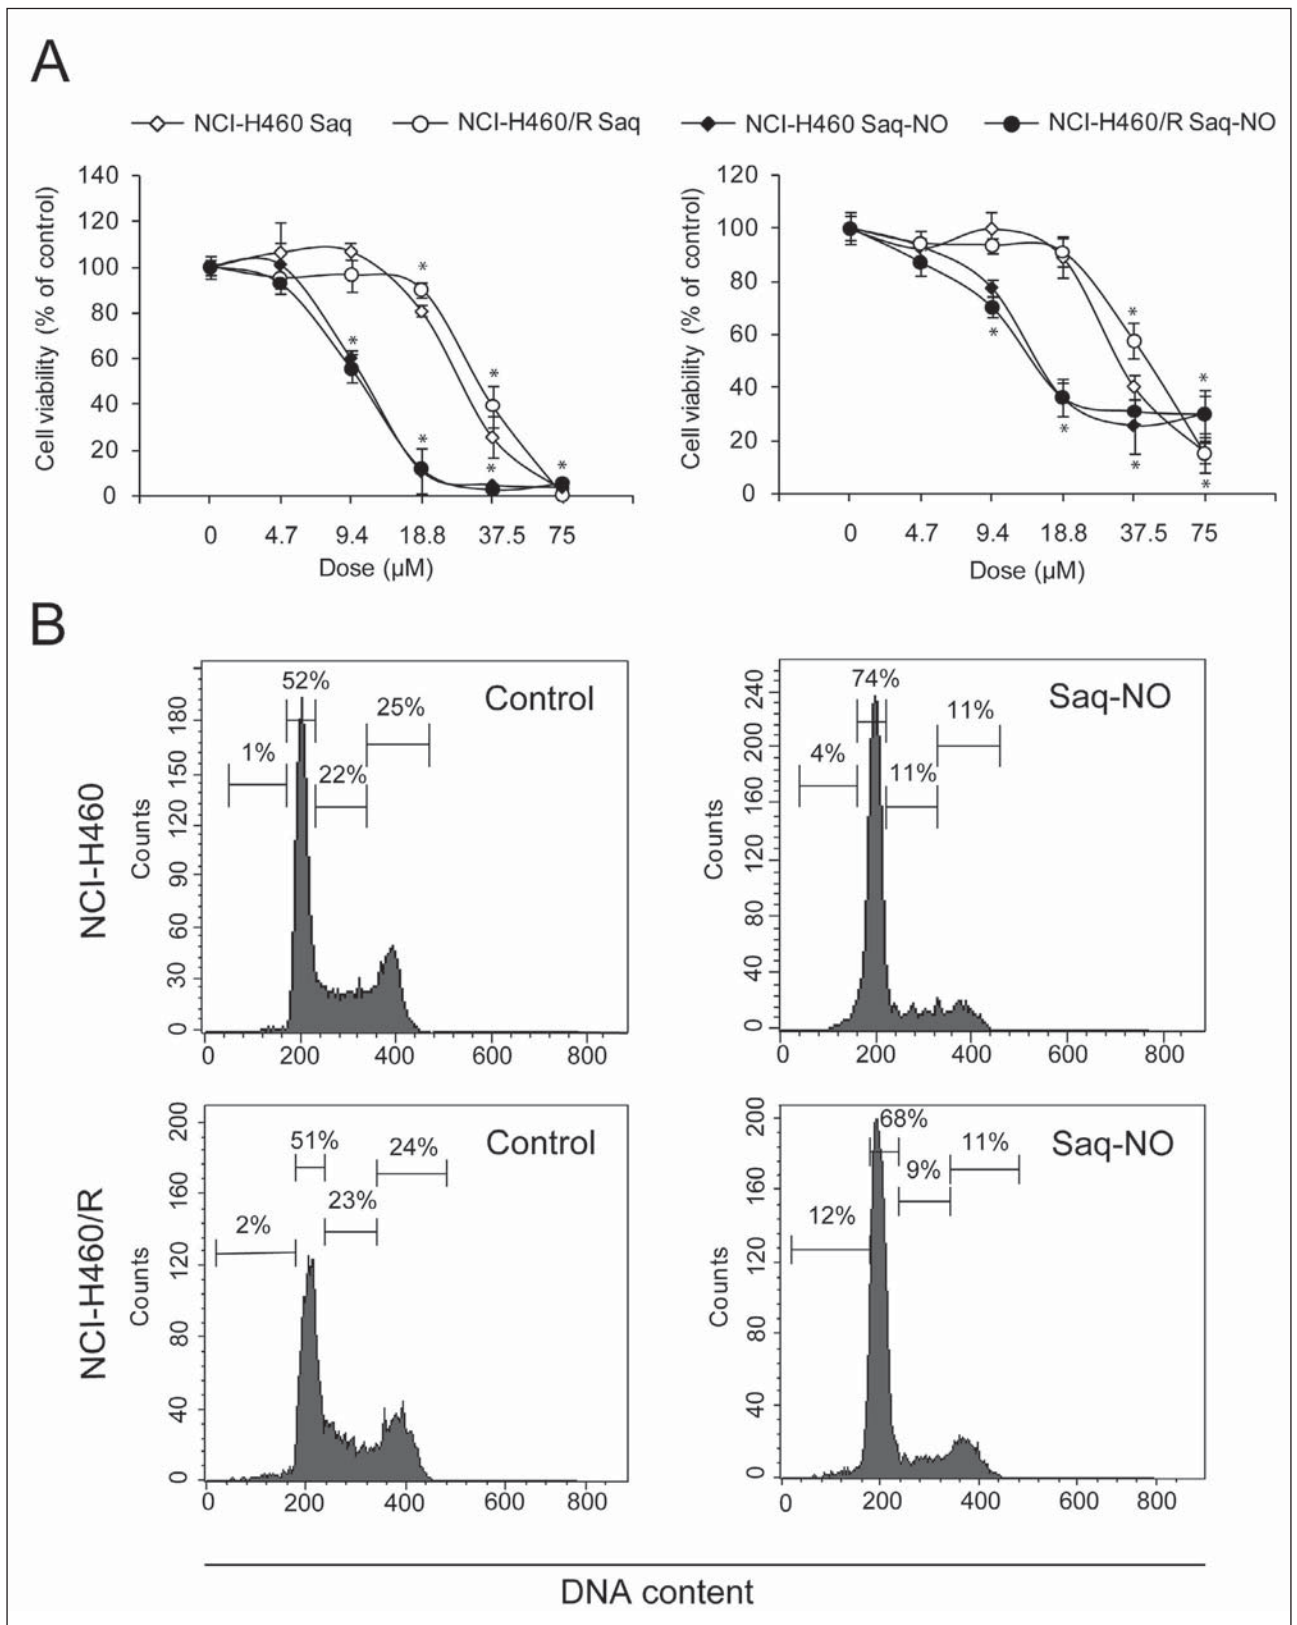 A
NCI-H460 Saq NCI-H460/R Saq NCI-H460 Saq-NO NCI-H460/R Saq-NO
Cell viability (% of control)
140
120
100
80
60
40
20
0
* * * * * *
0 4.7 9.4 18.8 37.5 75
Dose (µM)
Cell viability (% of control)
120
100
80
60
40
20
0
* * * * * *
0 4.7 9.4 18.8 37.5 75
Dose (µM)
B
NCI-H460
Control
52%
25%
1%
22%
Counts
180
150
120
90
60
30
0
0 200 400 600 800
Saq-NO
74%
11%
4%
11%
Counts
240
200
160
120
80
40
0
0 200 400 600 800
NCI-H460/R
Control
51%
24%
23%
2%
Counts
200
160
120
80
40
0
0 200 400 600 800
Saq-NO
68%
11%
9%
12%
Counts
200
160
120
80
40
0
0 200 400 600 800
DNA content